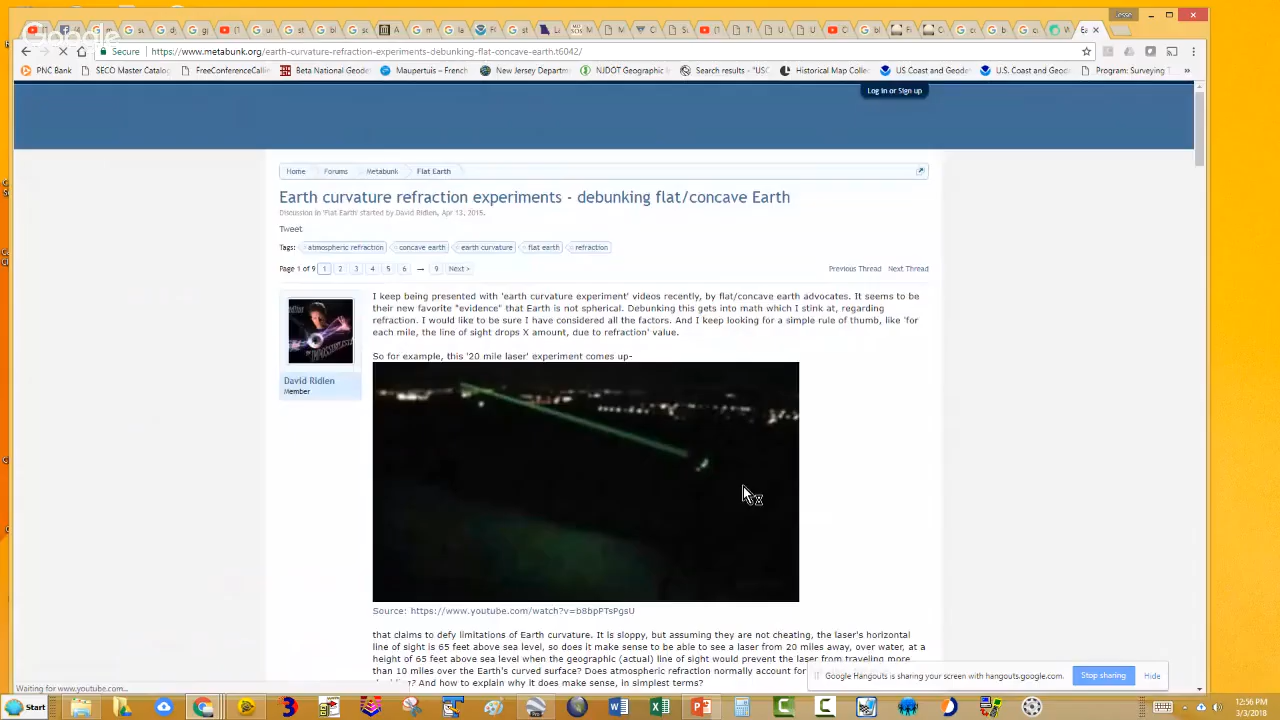 Jesse
Google
Secure https://www.metabunk.org/earth-curvature-refraction-experiments-debunking-flat-concave-earth.t6042/
PNC Bank SECO Master Catalog FreeConferenceCallin Beta National Geodet Maupertuis – French New Jersey Departm NJDOT Geographic In Search results - "USC Historical Map Collec US Coast and Geodet U.S. Coast and Geod Program: Surveying T »
Log in or Sign up
Home Forums Metabunk Flat Earth
Earth curvature refraction experiments - debunking flat/concave Earth
Discussion in 'Flat Earth' started by David Ridlen, Apr 13, 2015.
Tweet
Tags: atmospheric refraction concave earth earth curvature flat earth refraction
Page 1 of 9 1 2 3 4 5 6 → 9 Next > Previous Thread Next Thread
I keep being presented with 'earth curvature experiment' videos recently, by flat/concave earth advocates. It seems to
be their new favorite "evidence" that Earth is not spherical. Debunking this gets into math which I stink at, regarding
refraction. I would like to be sure I have considered all the factors. And I keep looking for a simple rule of thumb, like 'for
each mile, the line of sight drops X amount, due to refraction' value.
So for example, this '20 mile laser' experiment comes up-
David Ridlen
Member
Source: https://www.youtube.com/watch?v=b8bpPTsPgsU
that claims to defy limitations of Earth curvature. It is sloppy, but assuming they are not cheating, the laser's horizontal
line of sight is 65 feet above sea level, so does it make sense to be able to see a laser from 20 miles away, over water, at a
height of 65 feet above sea level when the geographic (actual) line of sight would prevent the laser from traveling more
than 10 miles over the Earth's curved surface? Does atmospheric refraction normally account for
And how to explain why it does make sense, in simplest terms?
Google Hangouts is sharing your screen with hangouts.google.com. Stop sharing Hide
Waiting for www.youtube.com...
Start 12:56 PM
3/3/2018